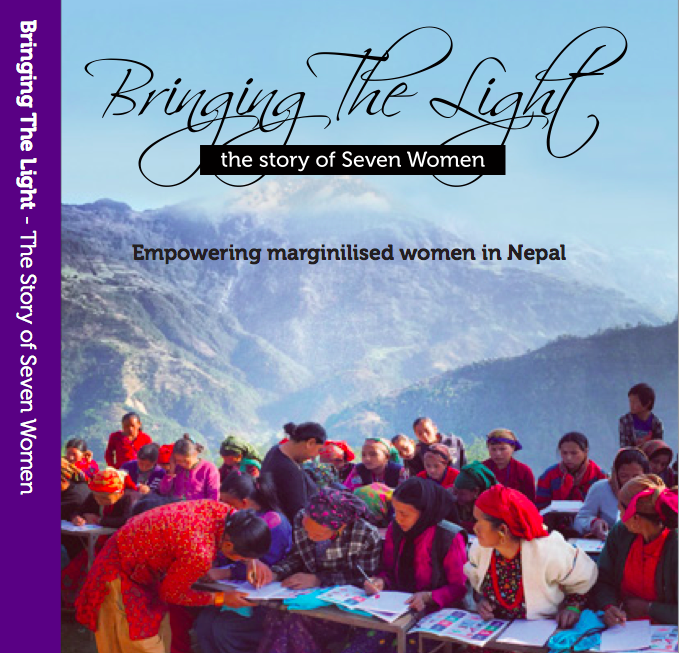 Bringing The Light - The Story of Seven Women
Bringing The Light
the story of Seven Women
Empowering marginilised women in Nepal